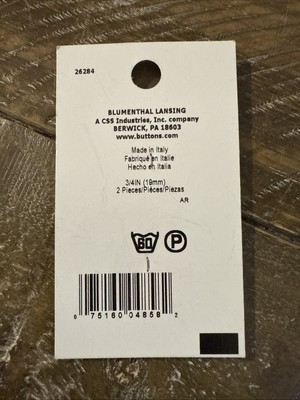 26284
BLUMENTHAL LANSING
A CSS Industries, Inc. company
BERWICK, PA 18603
www.buttons.com
Made in Italy
Fabriqué en Italie
Hecho en Italia
3/4IN (19mm)
2 Pieces/Pièces/Piezas
AR
80 P
0 75160 04858 2